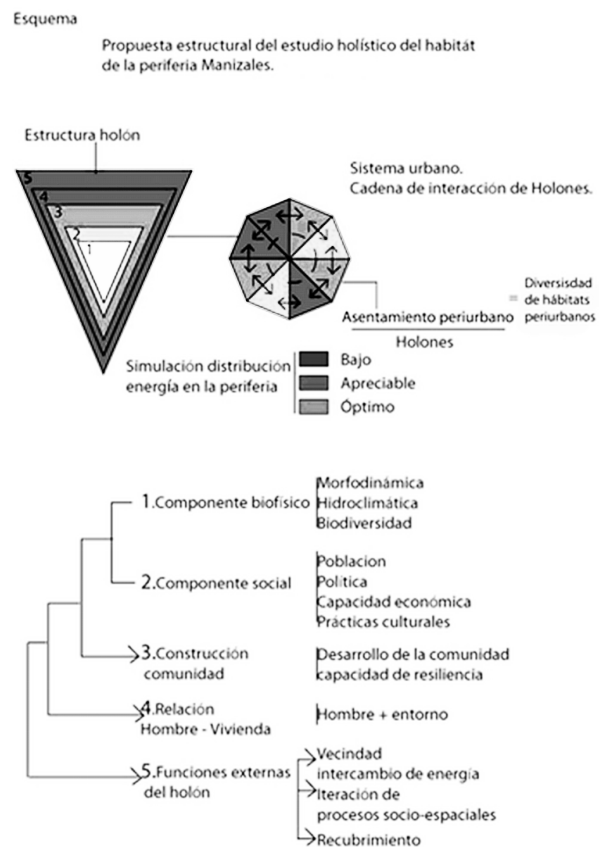 Esquema
Propuesta estructural del estudio holístico del habitát
de la periferia Manizales.
Estructura holón
5
4
3
2
1
Sistema urbano.
Cadena de interacción de Holones.
Asentamiento periurbano
Holones
=
Diversisdad
de hábitats
periurbanos
Simulación distribución
energía en la periferia
Bajo
Apreciable
Óptimo
1.Componente biofísico
Morfodinámica
Hidroclimática
Biodiversidad
2.Componente social
Poblacion
Política
Capacidad económica
Prácticas culturales
3.Construcción
comunidad
Desarrollo de la comunidad
capacidad de resiliencia
4.Relación
Hombre - Vivienda
Hombre + entorno
5.Funciones externas
del holón
Vecindad
intercambio de energía
Iteración de
procesos socio-espaciales
Recubrimiento